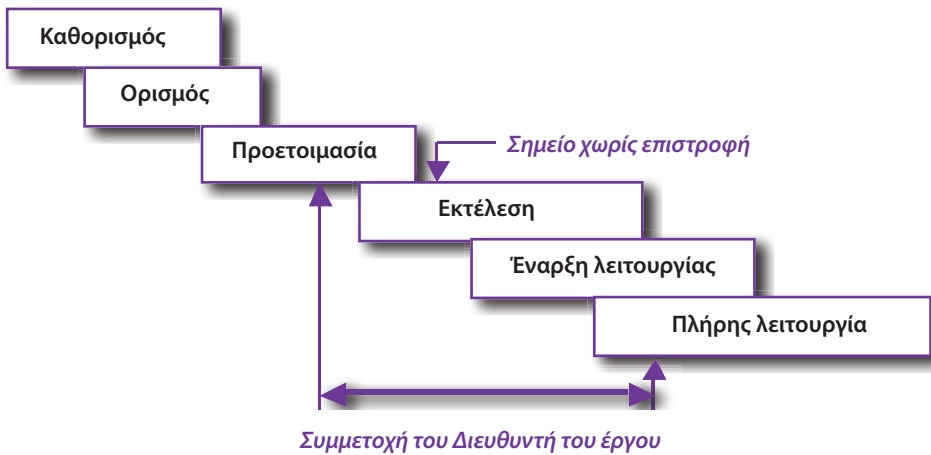 Καθορισμός
Ορισμός
Προετοιμασία
Σημείο χωρίς επιστροφή
Εκτέλεση
Έναρξη λειτουργίας
Πλήρης λειτουργία
Συμμετοχή του Διευθυντή του έργου